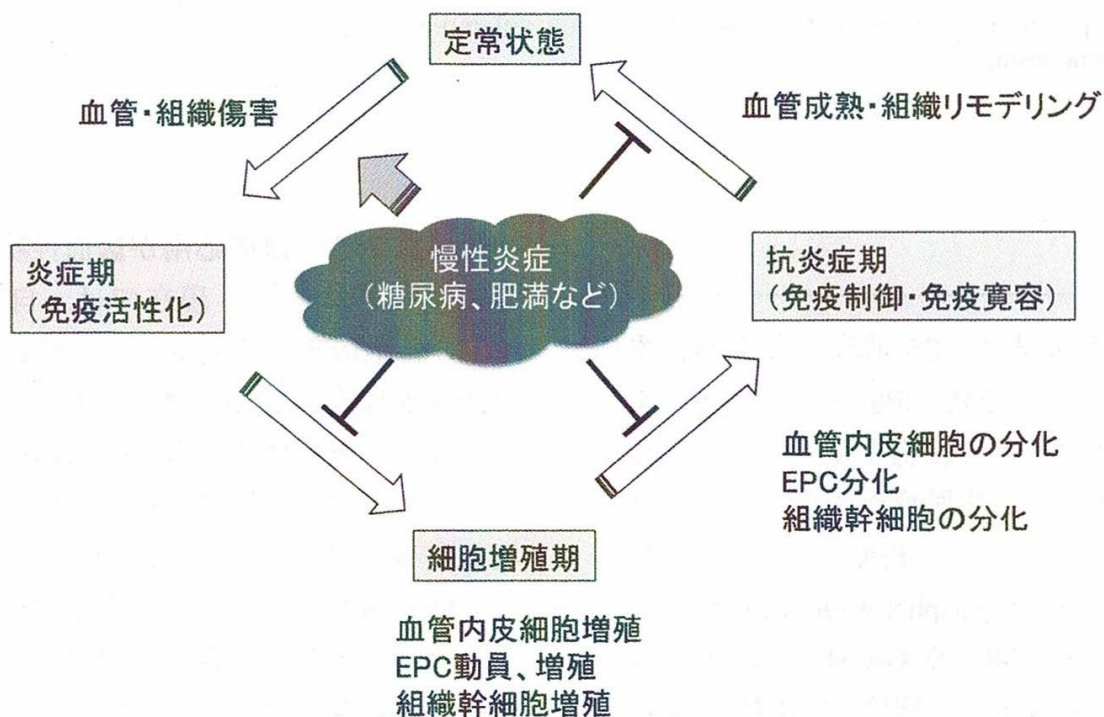 定常状態
血管・組織傷害
血管成熟・組織リモデリング
慢性炎症
(糖尿病、肥満など)
炎症期
(免疫活性化)
抗炎症期
(免疫制御・免疫寛容)
血管内皮細胞の分化
EPC分化
組織幹細胞の分化
細胞増殖期
血管内皮細胞増殖
EPC動員、増殖
組織幹細胞増殖